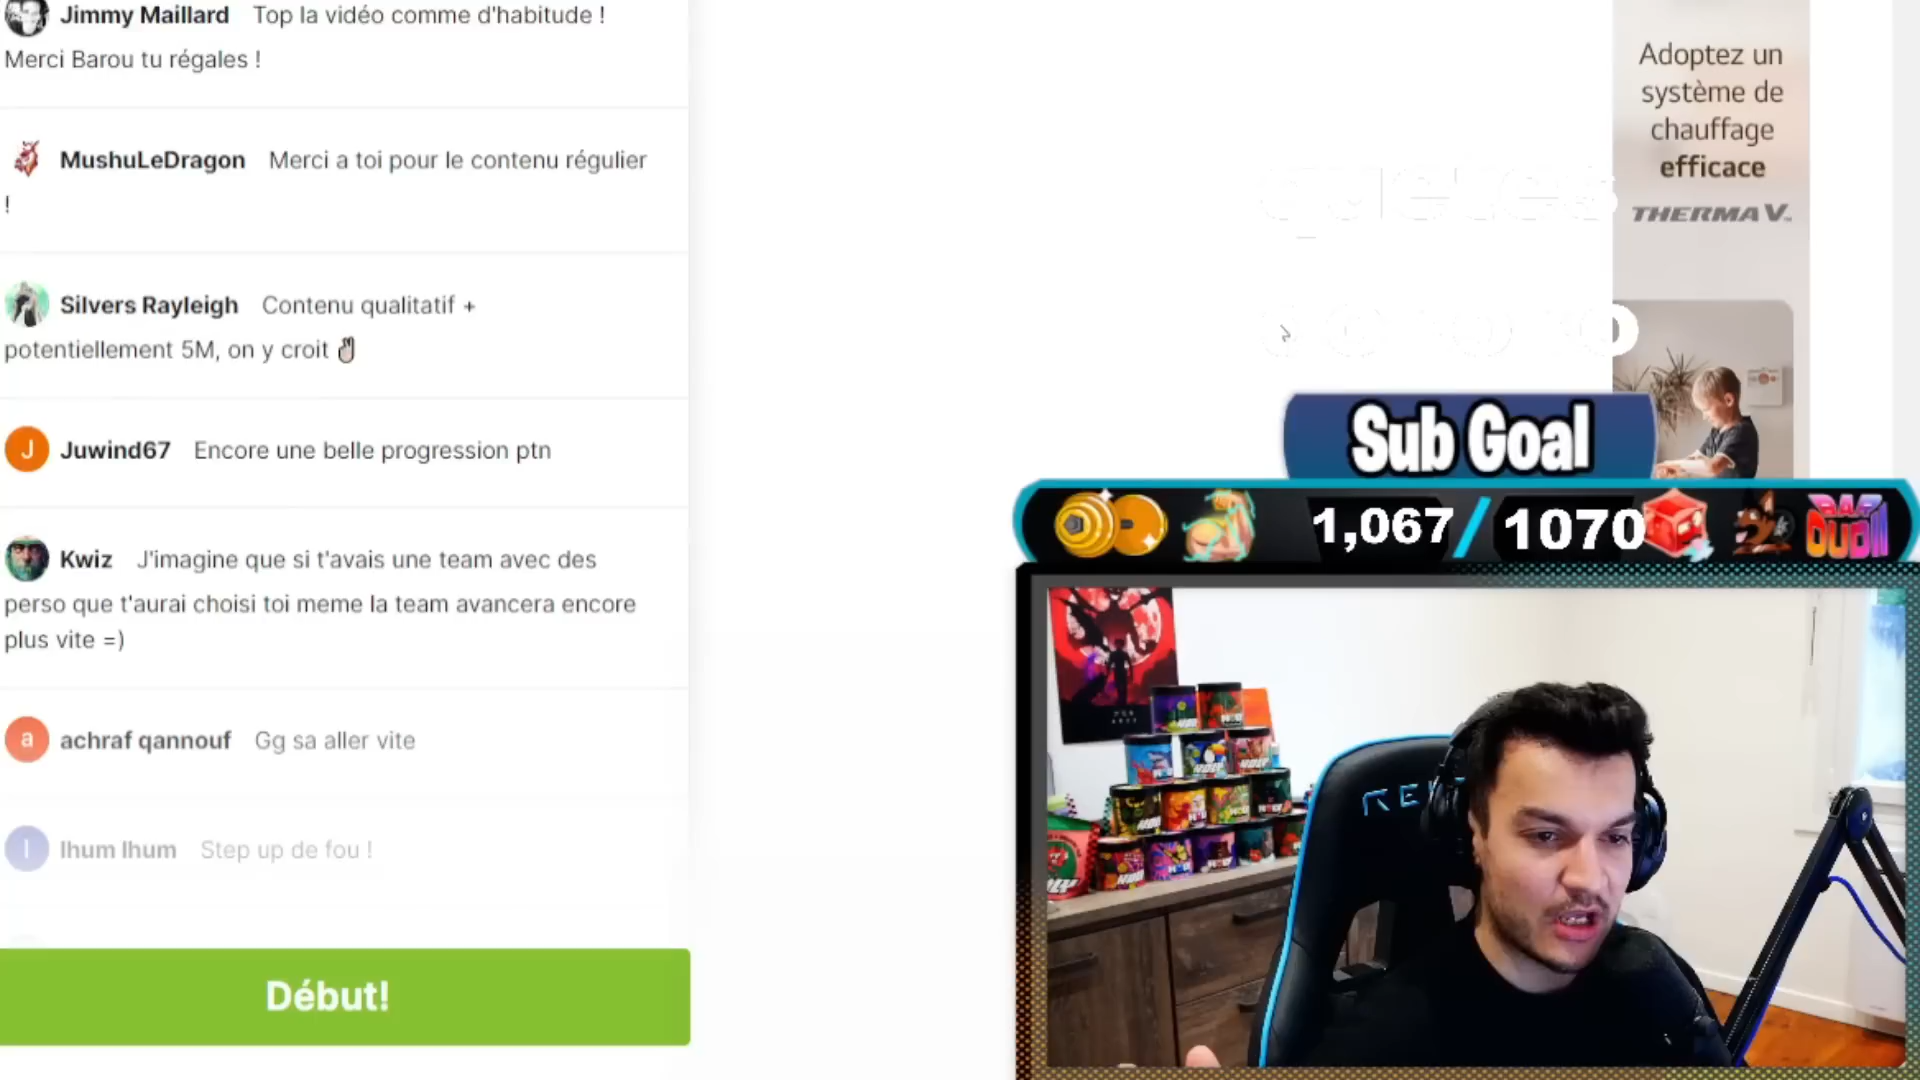 Jimmy Maillard Top la vidéo comme d'habitude !
Merci Barou tu régales !
MushuLeDragon Merci a toi pour le contenu régulier
!
Silvers Rayleigh Contenu qualitatif +
potentiellement 5M, on y croit ✌
J Juwind67 Encore une belle progression ptn
Kwiz J'imagine que si t'avais une team avec des
perso que t'aurai choisi toi meme la team avancera encore
plus vite =)
a achraf qannouf Gg sa aller vite
I Ihum Ihum Step up de fou !
Début!
Adoptez un
système de
chauffage
efficace
THERMA V
Sub Goal
1,067 / 1070